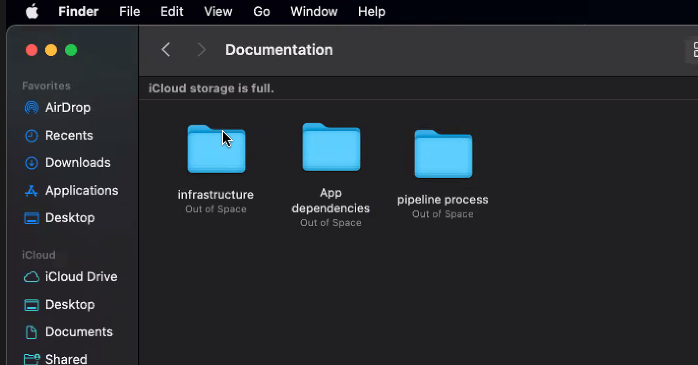 Finder File Edit View Go Window Help
Documentation
iCloud storage is full.
Favorites
AirDrop
Recents
Downloads
Applications
Desktop
iCloud
iCloud Drive
Desktop
Documents
Shared
infrastructure
Out of Space
App
dependencies
Out of Space
pipeline process
Out of Space